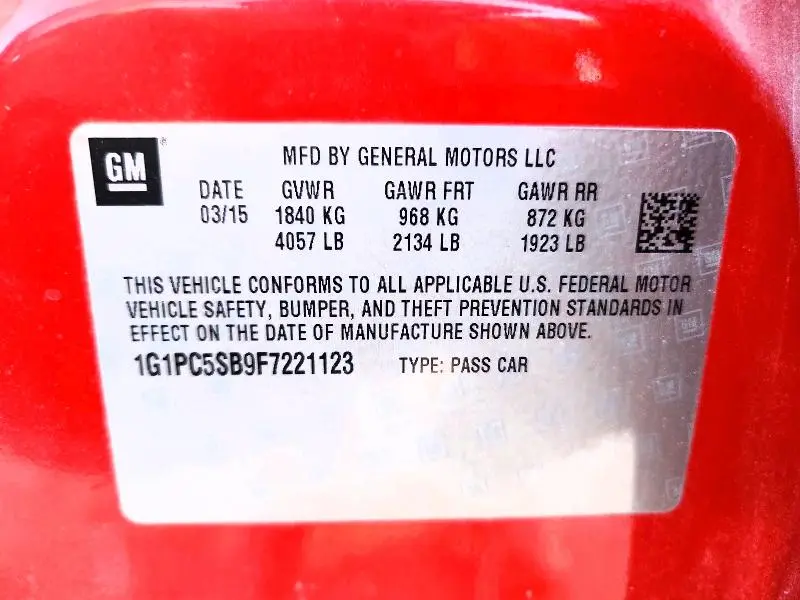 GM
MFD BY GENERAL MOTORS LLC
DATE GVWR GAWR FRT GAWR RR
03/15 1840 KG 968 KG 872 KG
4057 LB 2134 LB 1923 LB
THIS VEHICLE CONFORMS TO ALL APPLICABLE U.S. FEDERAL MOTOR
VEHICLE SAFETY, BUMPER, AND THEFT PREVENTION STANDARDS IN
EFFECT ON THE DATE OF MANUFACTURE SHOWN ABOVE.
1G1PC5SB9F7221123 TYPE: PASS CAR